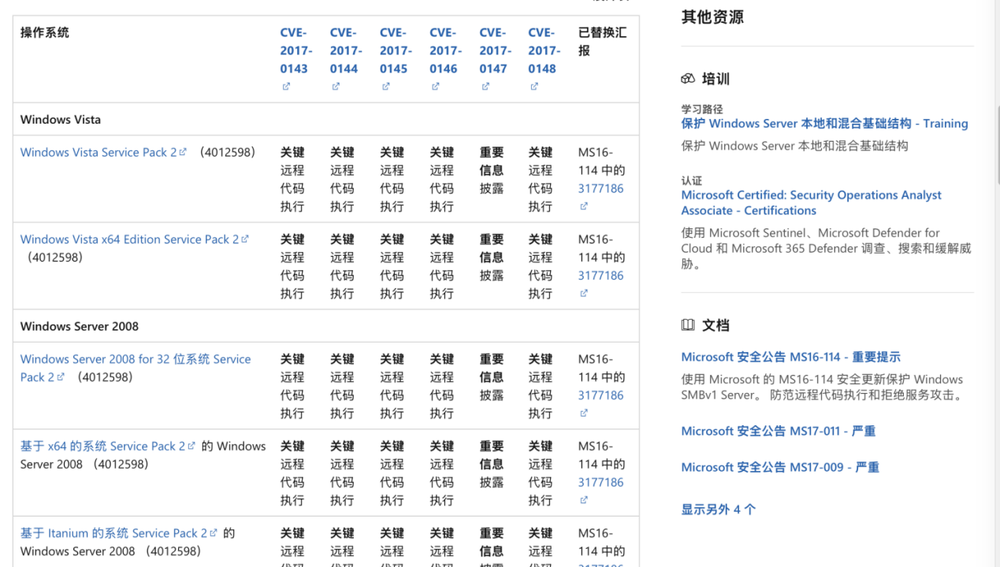 操作系统
CVE-2017-0143
CVE-2017-0144
CVE-2017-0145
CVE-2017-0146
CVE-2017-0147
CVE-2017-0148
已替换汇
报
Windows Vista
Windows Vista Service Pack 2 （4012598）
关键
远程
代码
执行
关键
远程
代码
执行
关键
远程
代码
执行
关键
远程
代码
执行
重要
信息
披露
关键
远程
代码
执行
MS16-
114 中的
3177186
Windows Vista x64 Edition Service Pack 2
（4012598）
关键
远程
代码
执行
关键
远程
代码
执行
关键
远程
代码
执行
关键
远程
代码
执行
重要
信息
披露
关键
远程
代码
执行
MS16-
114 中的
3177186
Windows Server 2008
Windows Server 2008 for 32 位系统 Service
Pack 2 （4012598）
关键
远程
代码
执行
关键
远程
代码
执行
关键
远程
代码
执行
关键
远程
代码
执行
重要
信息
披露
关键
远程
代码
执行
MS16-
114 中的
3177186
基于 x64 的系统 Service Pack 2 的 Windows
Server 2008 （4012598）
关键
远程
代码
执行
关键
远程
代码
执行
关键
远程
代码
执行
关键
远程
代码
执行
重要
信息
披露
关键
远程
代码
执行
MS16-
114 中的
3177186
基于 Itanium 的系统 Service Pack 2 的
Windows Server 2008 （4012598）
关键
远程
关键
远程
关键
远程
关键
远程
重要
信息
关键
远程
MS16-
114 中的
其他资源
培训
学习路径
保护 Windows Server 本地和混合基础结构 - Training
保护 Windows Server 本地和混合基础结构
认证
Microsoft Certified: Security Operations Analyst
Associate - Certifications
使用 Microsoft Sentinel、Microsoft Defender for
Cloud 和 Microsoft 365 Defender 调查、搜索和缓解威
胁。
文档
Microsoft 安全公告 MS16-114 - 重要提示
使用 Microsoft 的 MS16-114 安全更新保护 Windows
SMBv1 Server。 防范远程代码执行和拒绝服务攻击。
Microsoft 安全公告 MS17-011 - 严重
Microsoft 安全公告 MS17-009 - 严重
显示另外 4 个